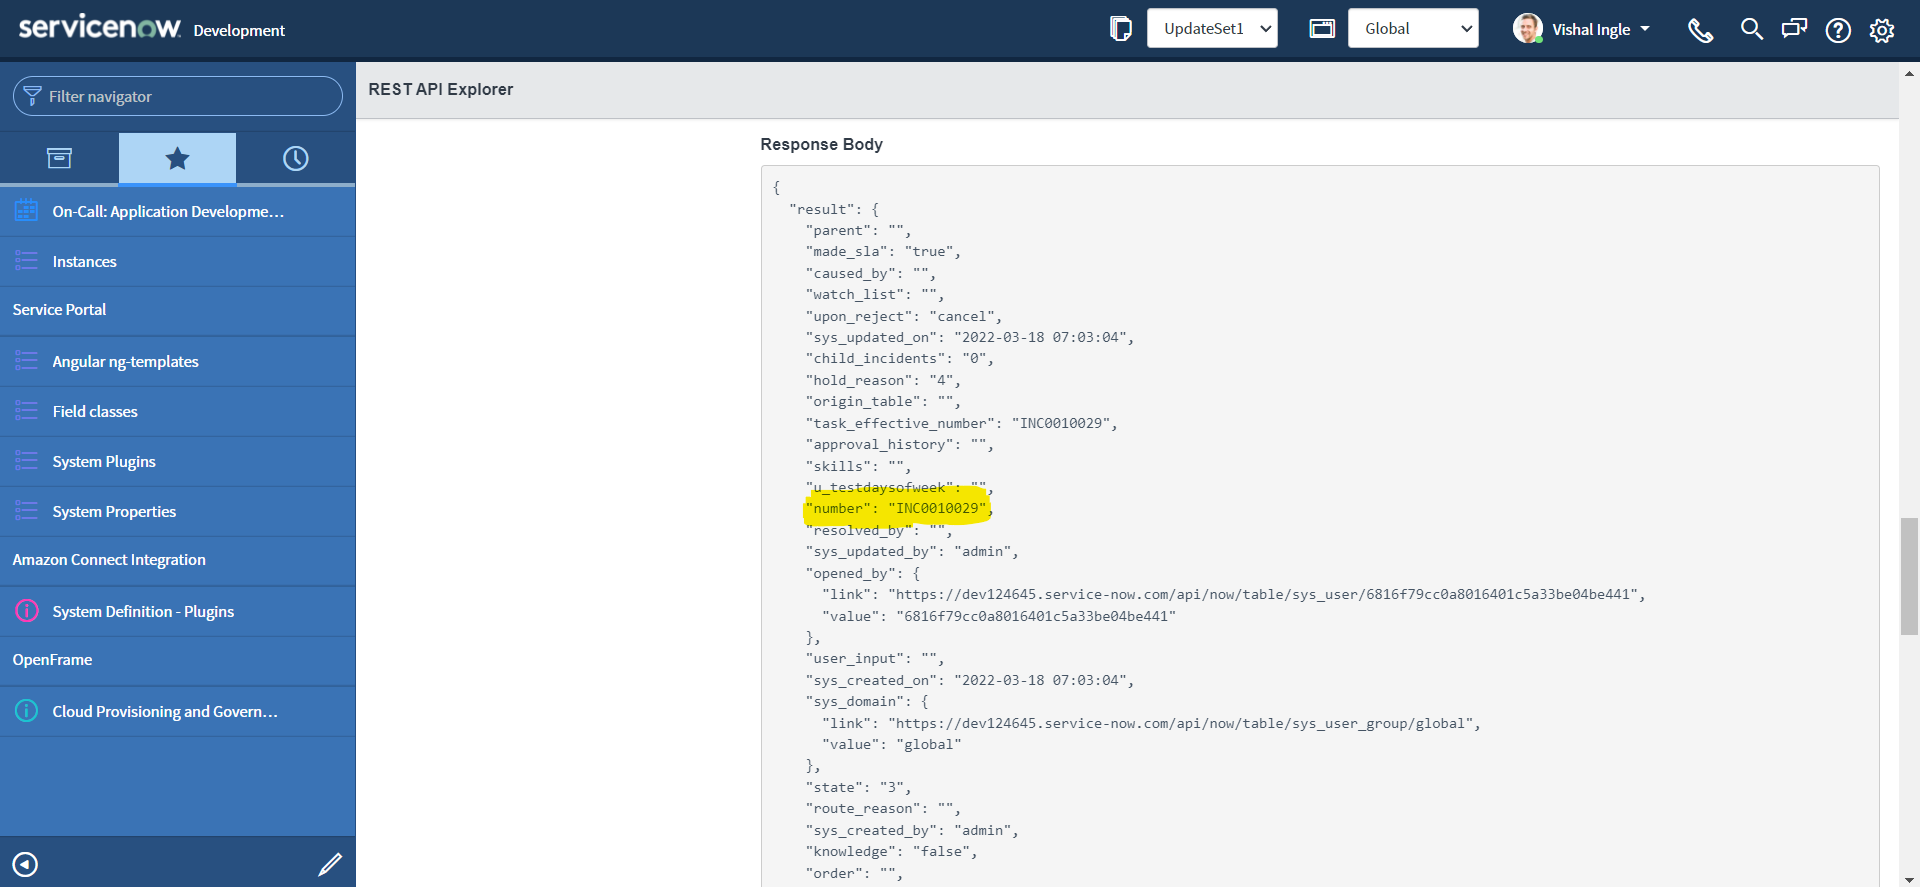 servicenow. Development
UpdateSet1
Global
Vishal Ingle
Filter navigator
On-Call: Application Developme...
Instances
Service Portal
Angular ng-templates
Field classes
System Plugins
System Properties
Amazon Connect Integration
System Definition - Plugins
OpenFrame
Cloud Provisioning and Govern...
REST API Explorer
Response Body
{
"result": {
"parent": "",
"made_sla": "true",
"caused_by": "",
"watch_list": "",
"upon_reject": "cancel",
"sys_updated_on": "2022-03-18 07:03:04",
"child_incidents": "0",
"hold_reason": "4",
"origin_table": "",
"task_effective_number": "INC0010029",
"approval_history": "",
"skills": "",
"u_testdaysofweek": "",
"number": "INC0010029",
"resolved_by": "",
"sys_updated_by": "admin",
"opened_by": {
"link": "https://dev124645.service-now.com/api/now/table/sys_user/6816f79cc0a8016401c5a33be04be441",
"value": "6816f79cc0a8016401c5a33be04be441"
},
"user_input": "",
"sys_created_on": "2022-03-18 07:03:04",
"sys_domain": {
"link": "https://dev124645.service-now.com/api/now/table/sys_user_group/global",
"value": "global"
},
"state": "3",
"route_reason": "",
"sys_created_by": "admin",
"knowledge": "false",
"order": "",